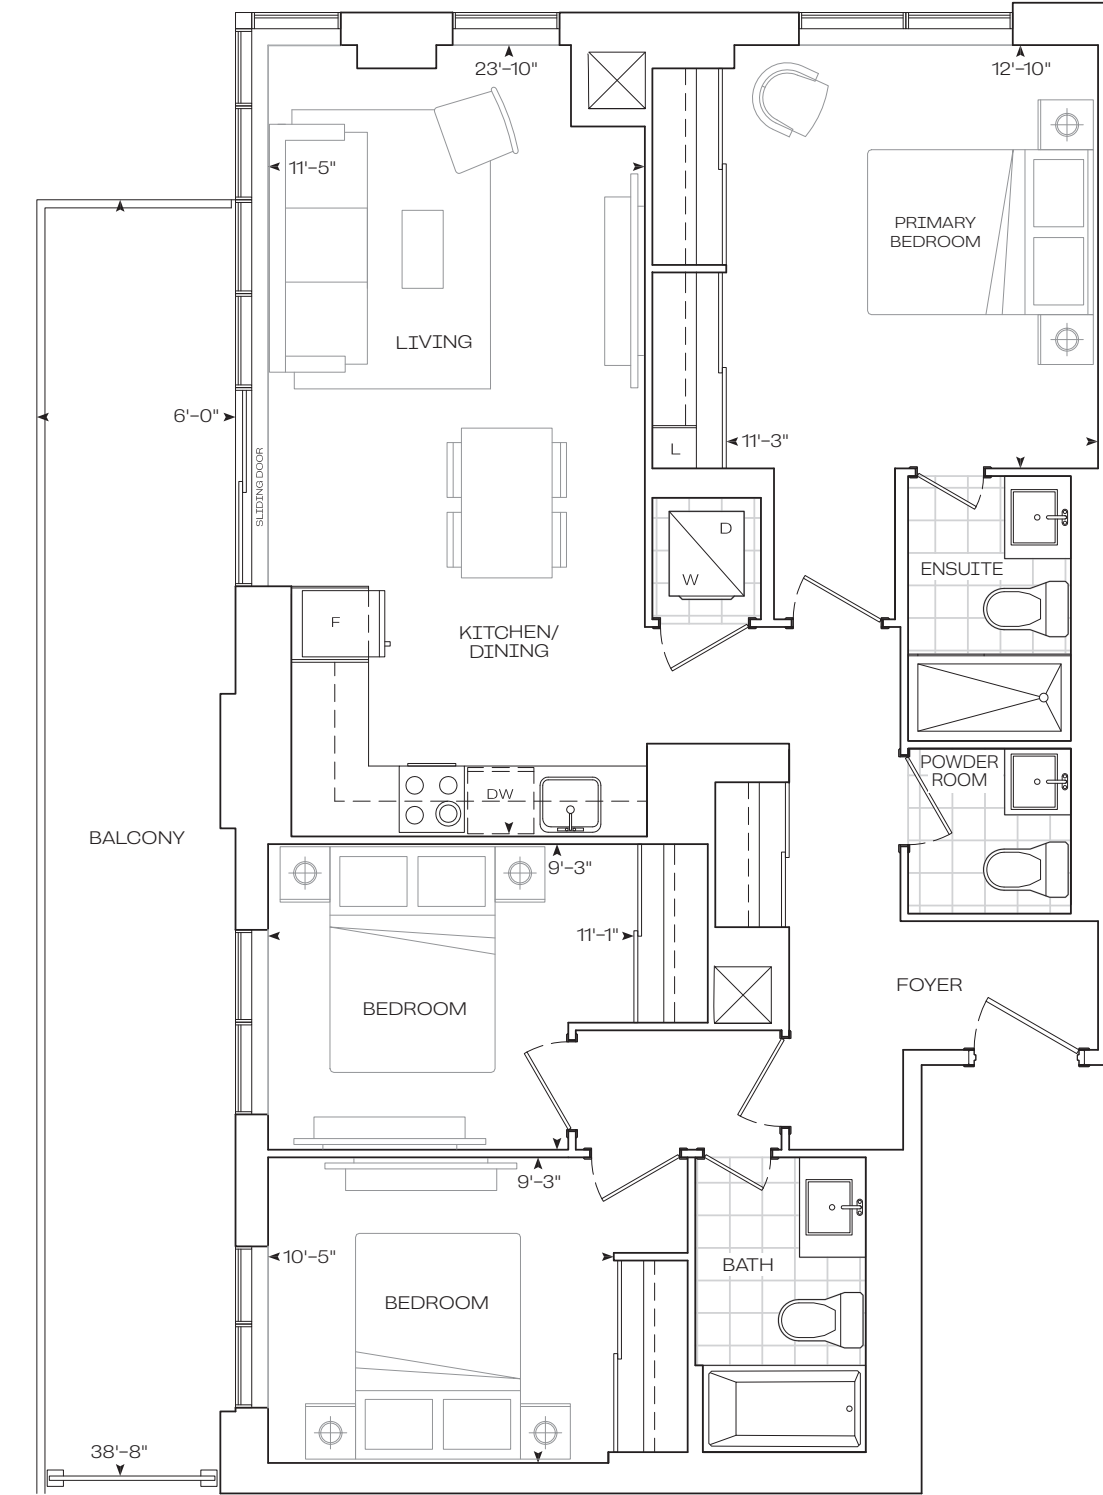 23'-10"
12'-10"
11'-5"
PRIMARY
BEDROOM
LIVING
6'-0"
11'-3"
L
SLIDING DOOR
D
W
ENSUITE
F
KITCHEN/
DINING
POWDER
ROOM
DW
BALCONY
9'-3"
11'-1"
FOYER
BEDROOM
9'-3"
10'-5"
BATH
BEDROOM
38'-8"